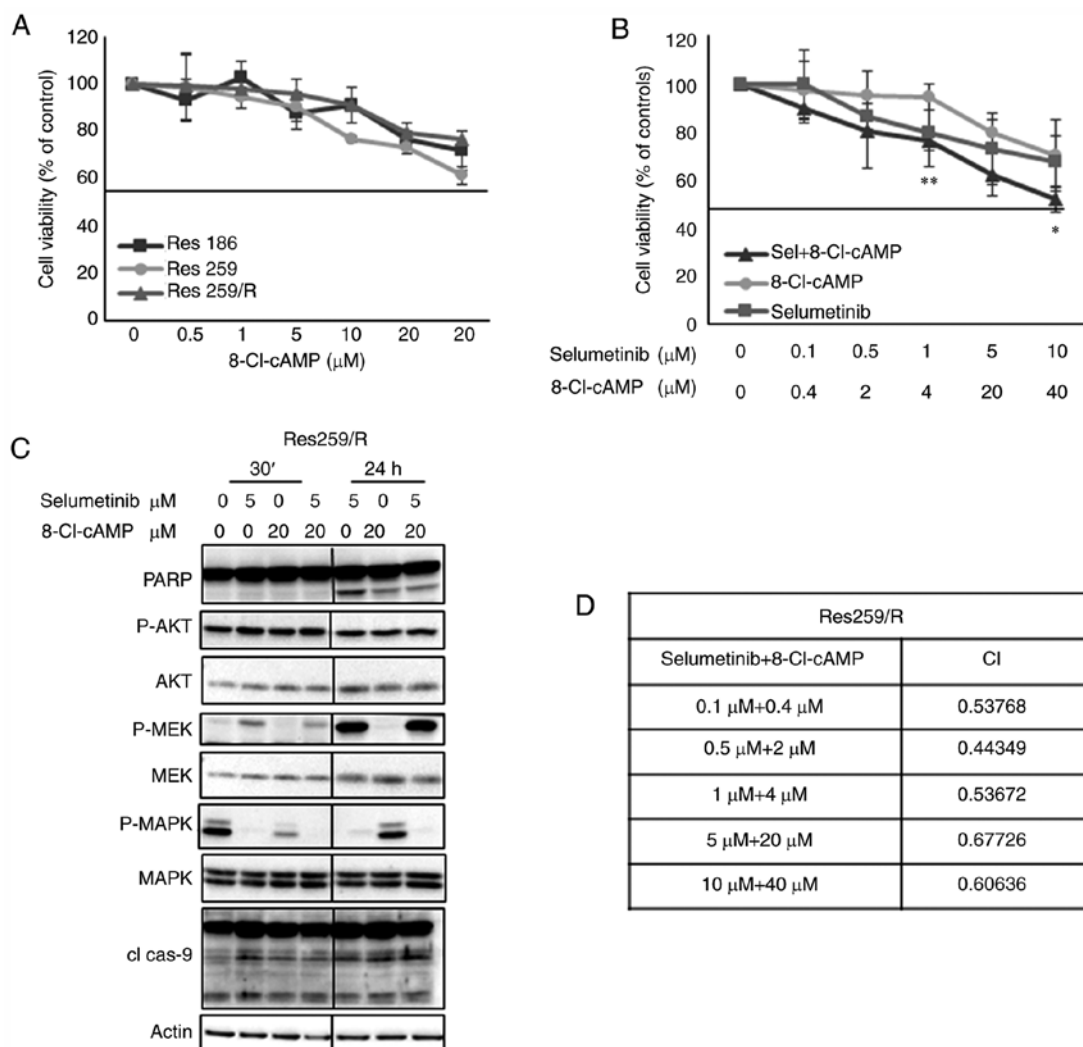 A
Cell viability (% of control)
120
100
80
60
40
20
0
Res 186
Res 259
Res 259/R
0 0.5 1 5 10 20 20
8-Cl-cAMP (μM)
B
Cell viability (% of controls)
120
100
80
60
40
20
0
**
*
Sel+8-Cl-cAMP
8-Cl-cAMP
Selumetinib
Selumetinib (μM) 0 0.1 0.5 1 5 10
8-Cl-cAMP (μM) 0 0.4 2 4 20 40
C
Res259/R
30′ 24 h
Selumetinib μM 0 5 0 5 5 0 5
8-Cl-cAMP μM 0 0 20 20 0 20 20
PARP
P-AKT
AKT
P-MEK
MEK
P-MAPK
MAPK
cl cas-9
Actin
D
Res259/R
Selumetinib+8-Cl-cAMP CI
0.1 μM+0.4 μM 0.53768
0.5 μM+2 μM 0.44349
1 μM+4 μM 0.53672
5 μM+20 μM 0.67726
10 μM+40 μM 0.60636